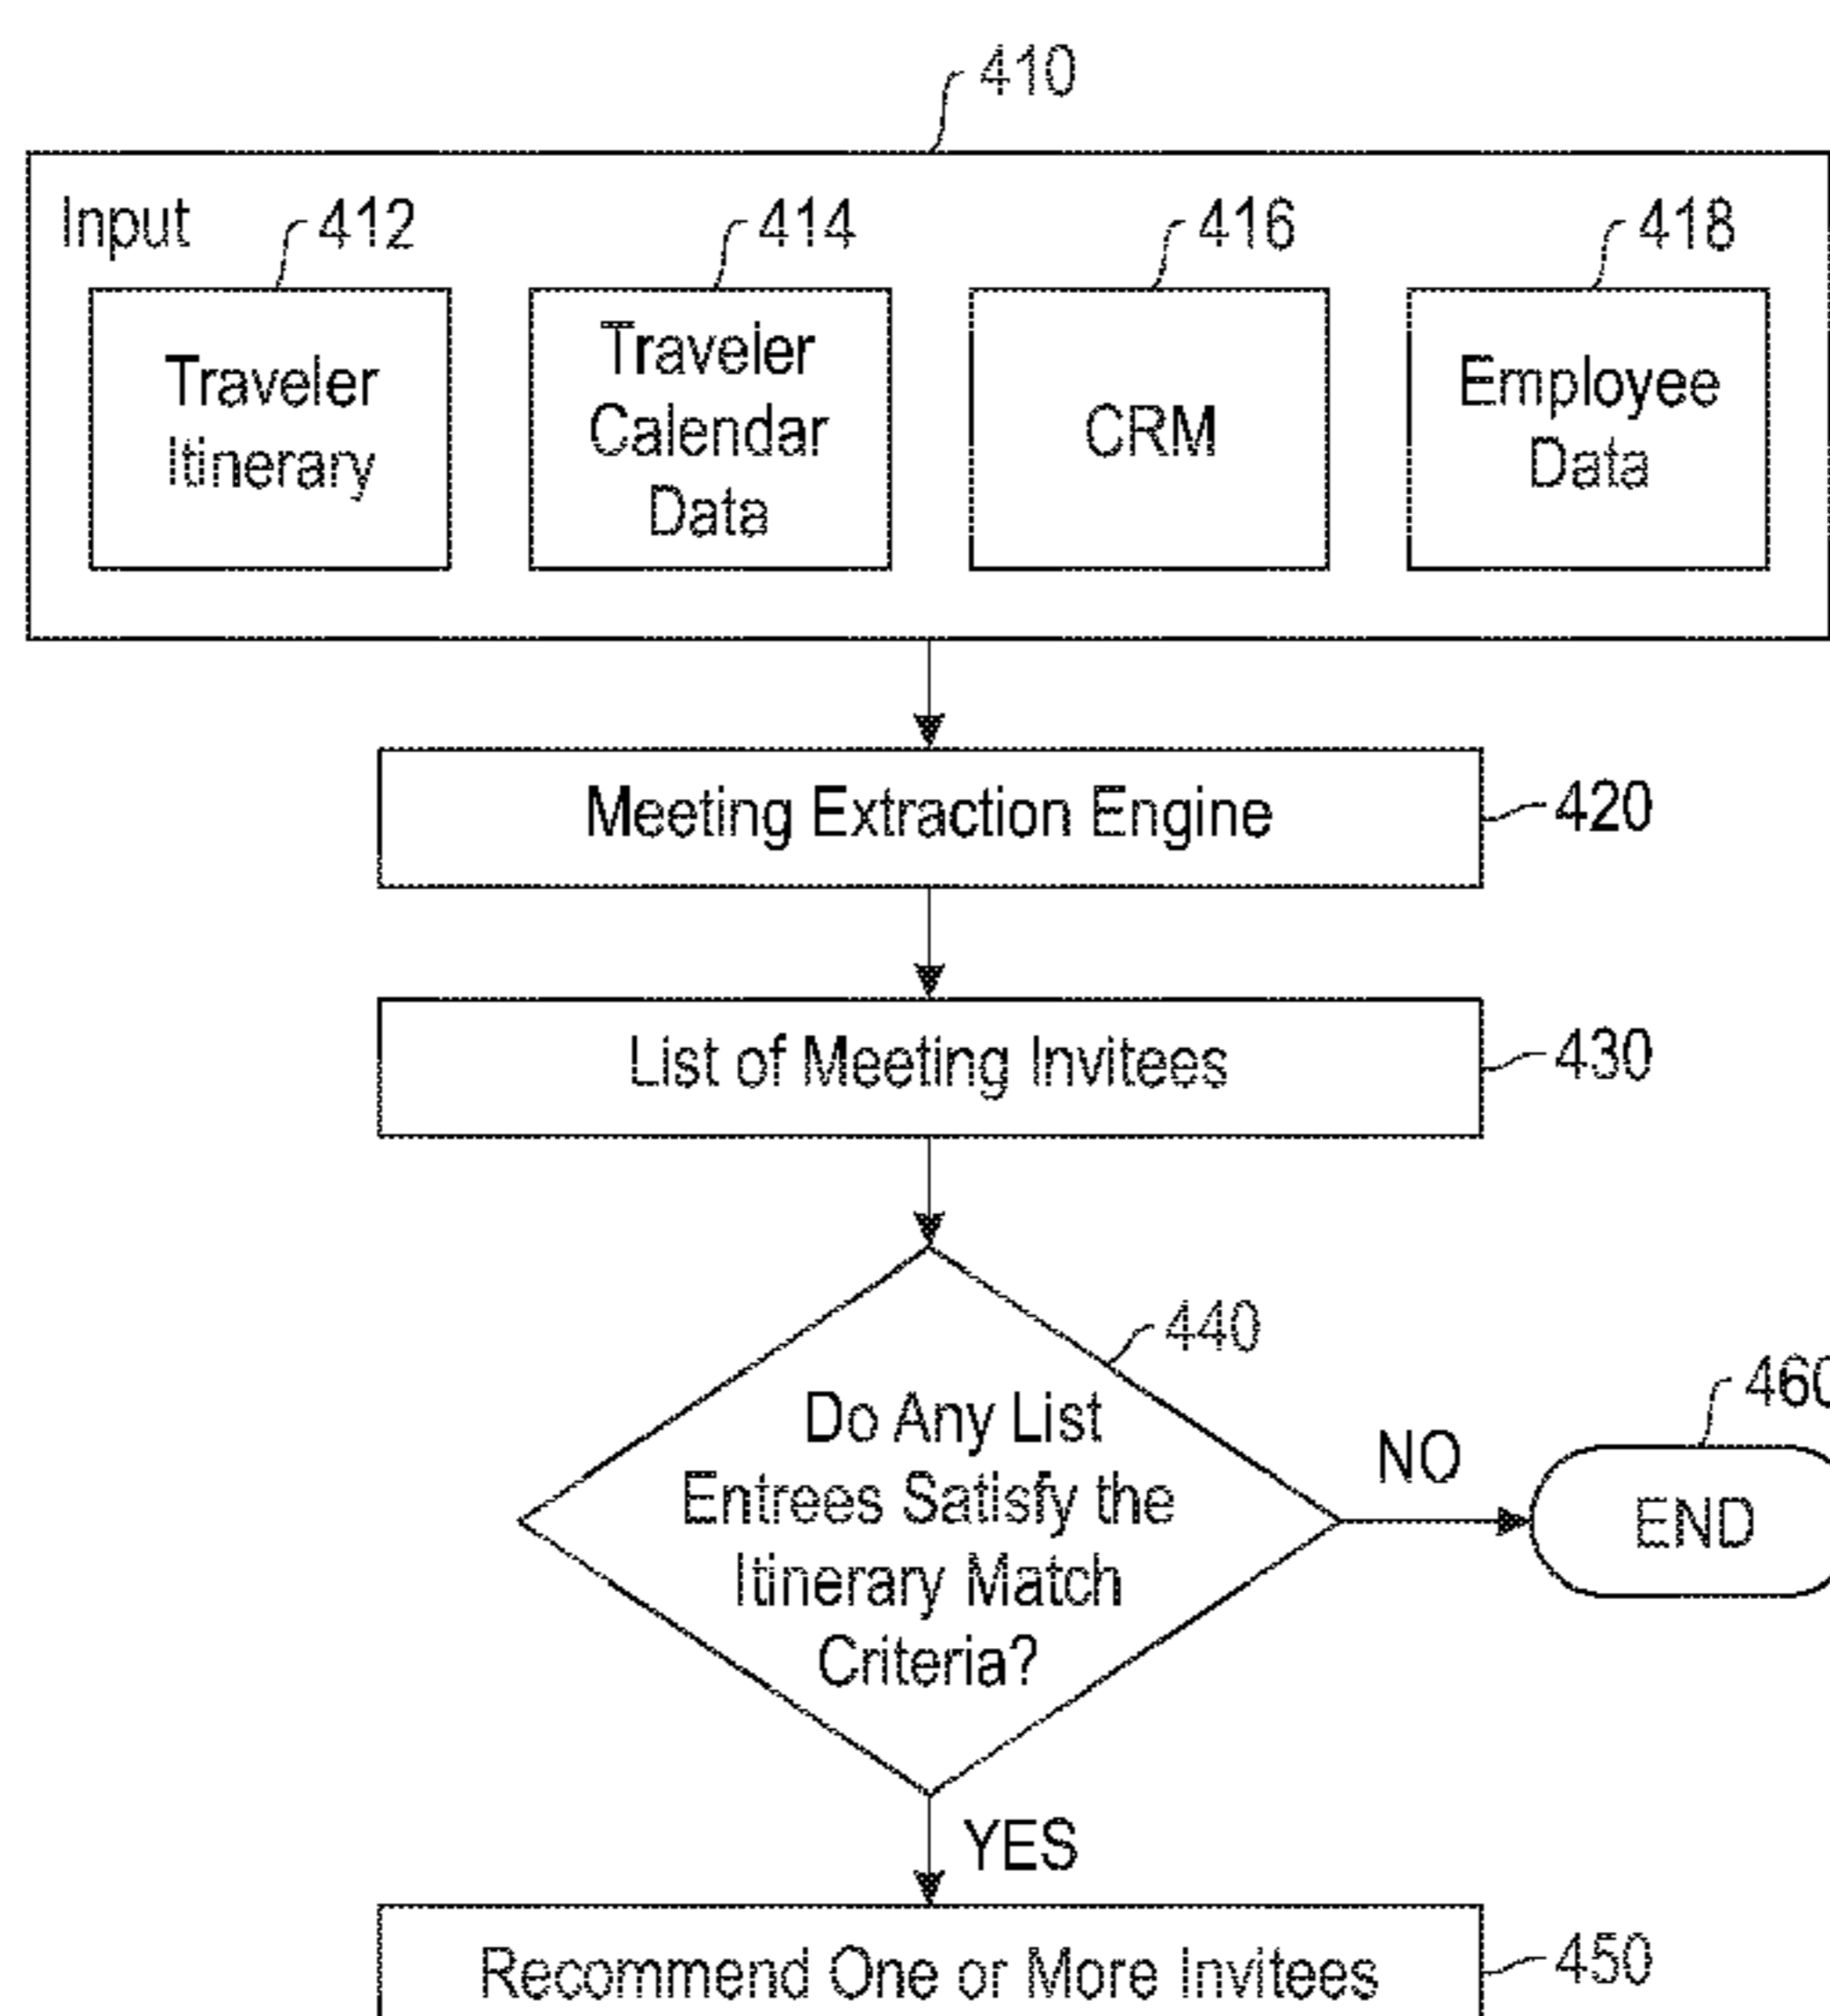 410
Input
412
414
416
418
Traveler
Itinerary
Traveler
Calendar
Data
CRM
Employee
Data
Meeting Extraction Engine
420
List of Meeting Invitees
430
440
Do Any List
Entrees Satisfy the
Itinerary Match
Criteria?
NO
460
END
YES
Recommend One or More Invitees
450